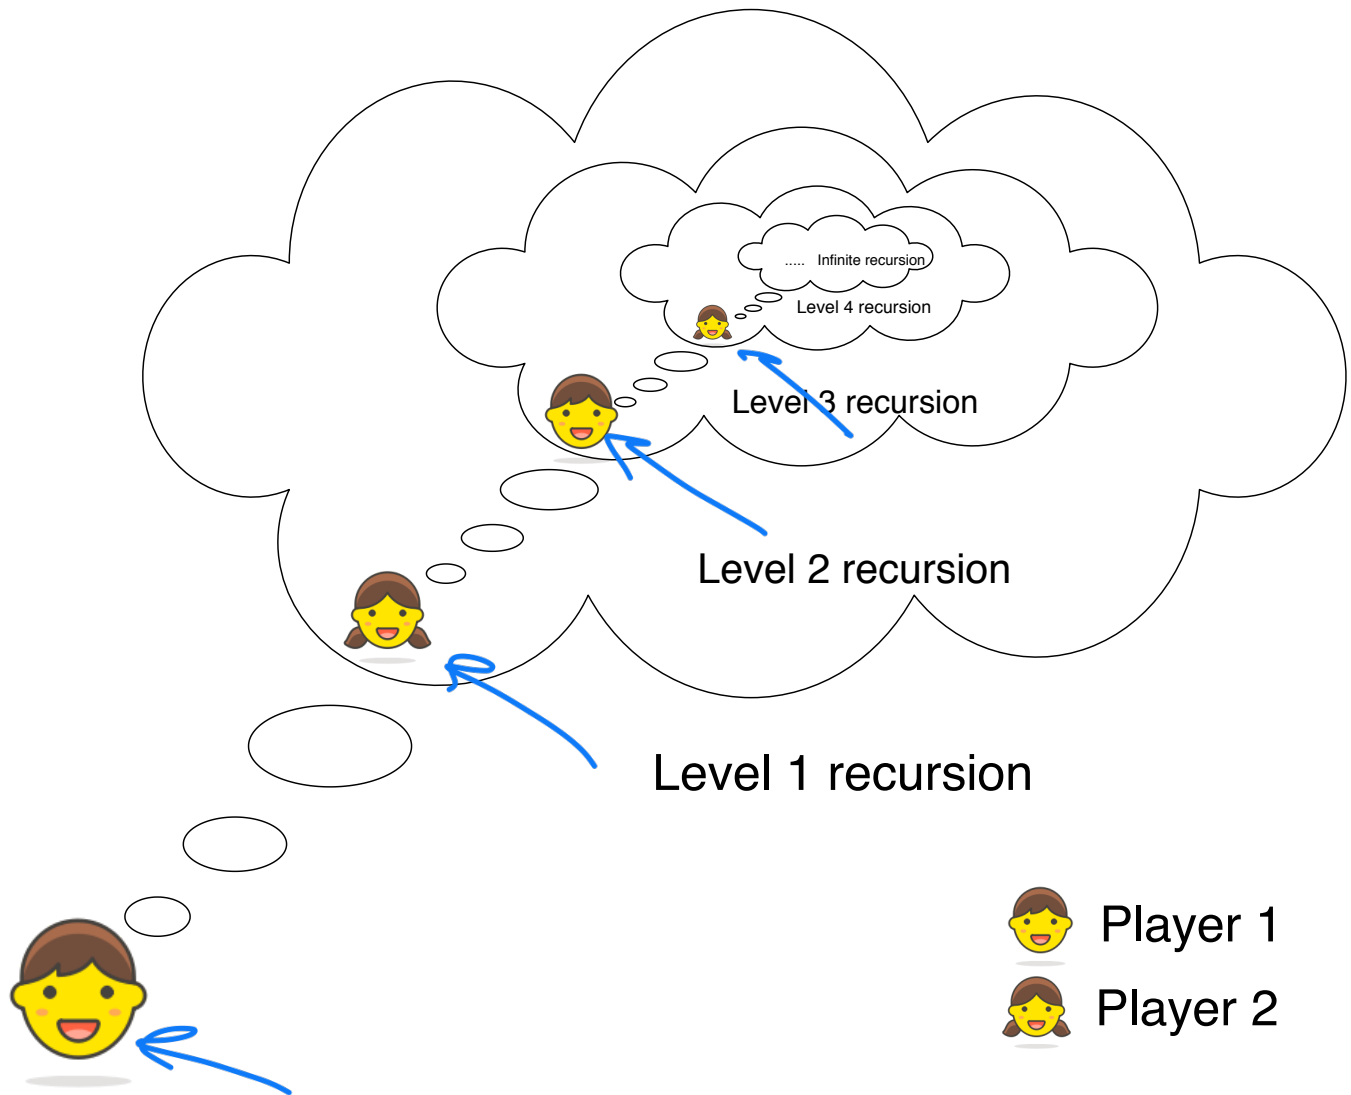 ..... Infinite recursion
Level 4 recursion
Level 3 recursion
Level 2 recursion
Level 1 recursion
Player 1
Player 2